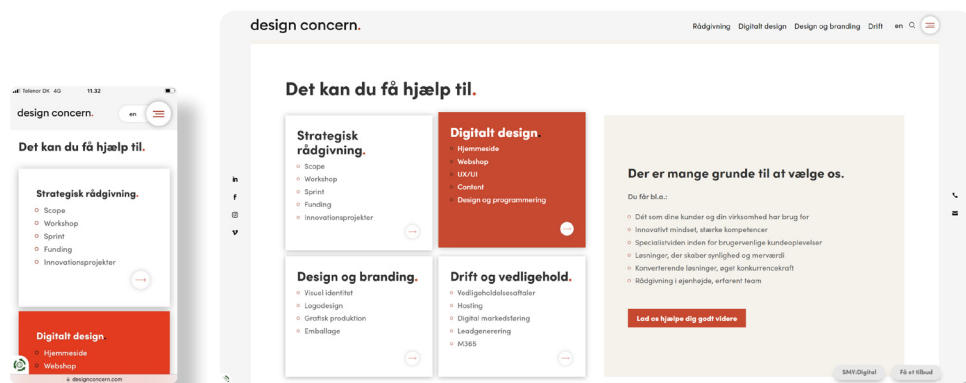 Telenor DK 4G 11.32
design concern. en
Det kan du få hjælp til.
Strategisk rådgivning.
Scope
Workshop
Sprint
Funding
Innovationsprojekter
Digitalt design.
Hjemmeside
Webshop
designconcern.com
design concern.
Rådgivning Digitalt design Design og branding Drift en
Det kan du få hjælp til.
Strategisk
rådgivning.
Scope
Workshop
Sprint
Funding
Innovationsprojekter
Digitalt design.
Hjemmeside
Webshop
UX/UI
Content
Design og programmering
Design og branding.
Visuel identitet
Logodesign
Grafisk produktion
Emballage
Drift og vedligehold.
Vedligeholdelsesaftaler
Hosting
Digital markedsføring
Leadgenerering
M365
Der er mange grunde til at vælge os.
Du får bl.a.:
Dét som dine kunder og din virksomhed har brug for
Innovativt mindset, stærke kompetencer
Specialistviden inden for brugervenlige kundeoplevelser
Løsninger, der skaber synlighed og merværdi
Konverterende løsninger, øget konkurrencekraft
Rådgivning i øjenhøjde, erfarent team
Lad os hjælpe dig godt videre
SMV:Digital Få et tilbud